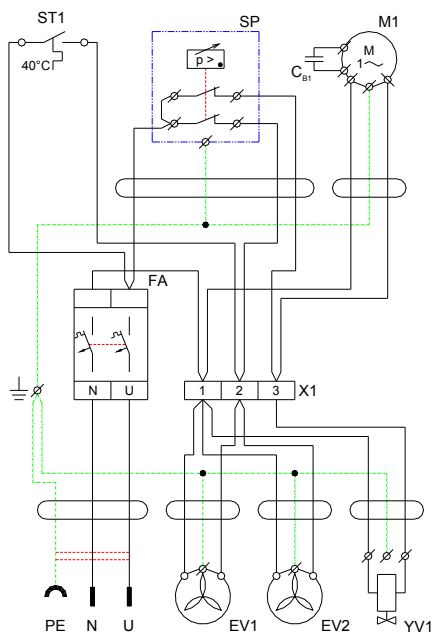 ST1
SP
M1
40°C
p >
C B1
M
1 ~
FA
N U
1 2 3 X1
PE N U
EV1 EV2 YV1